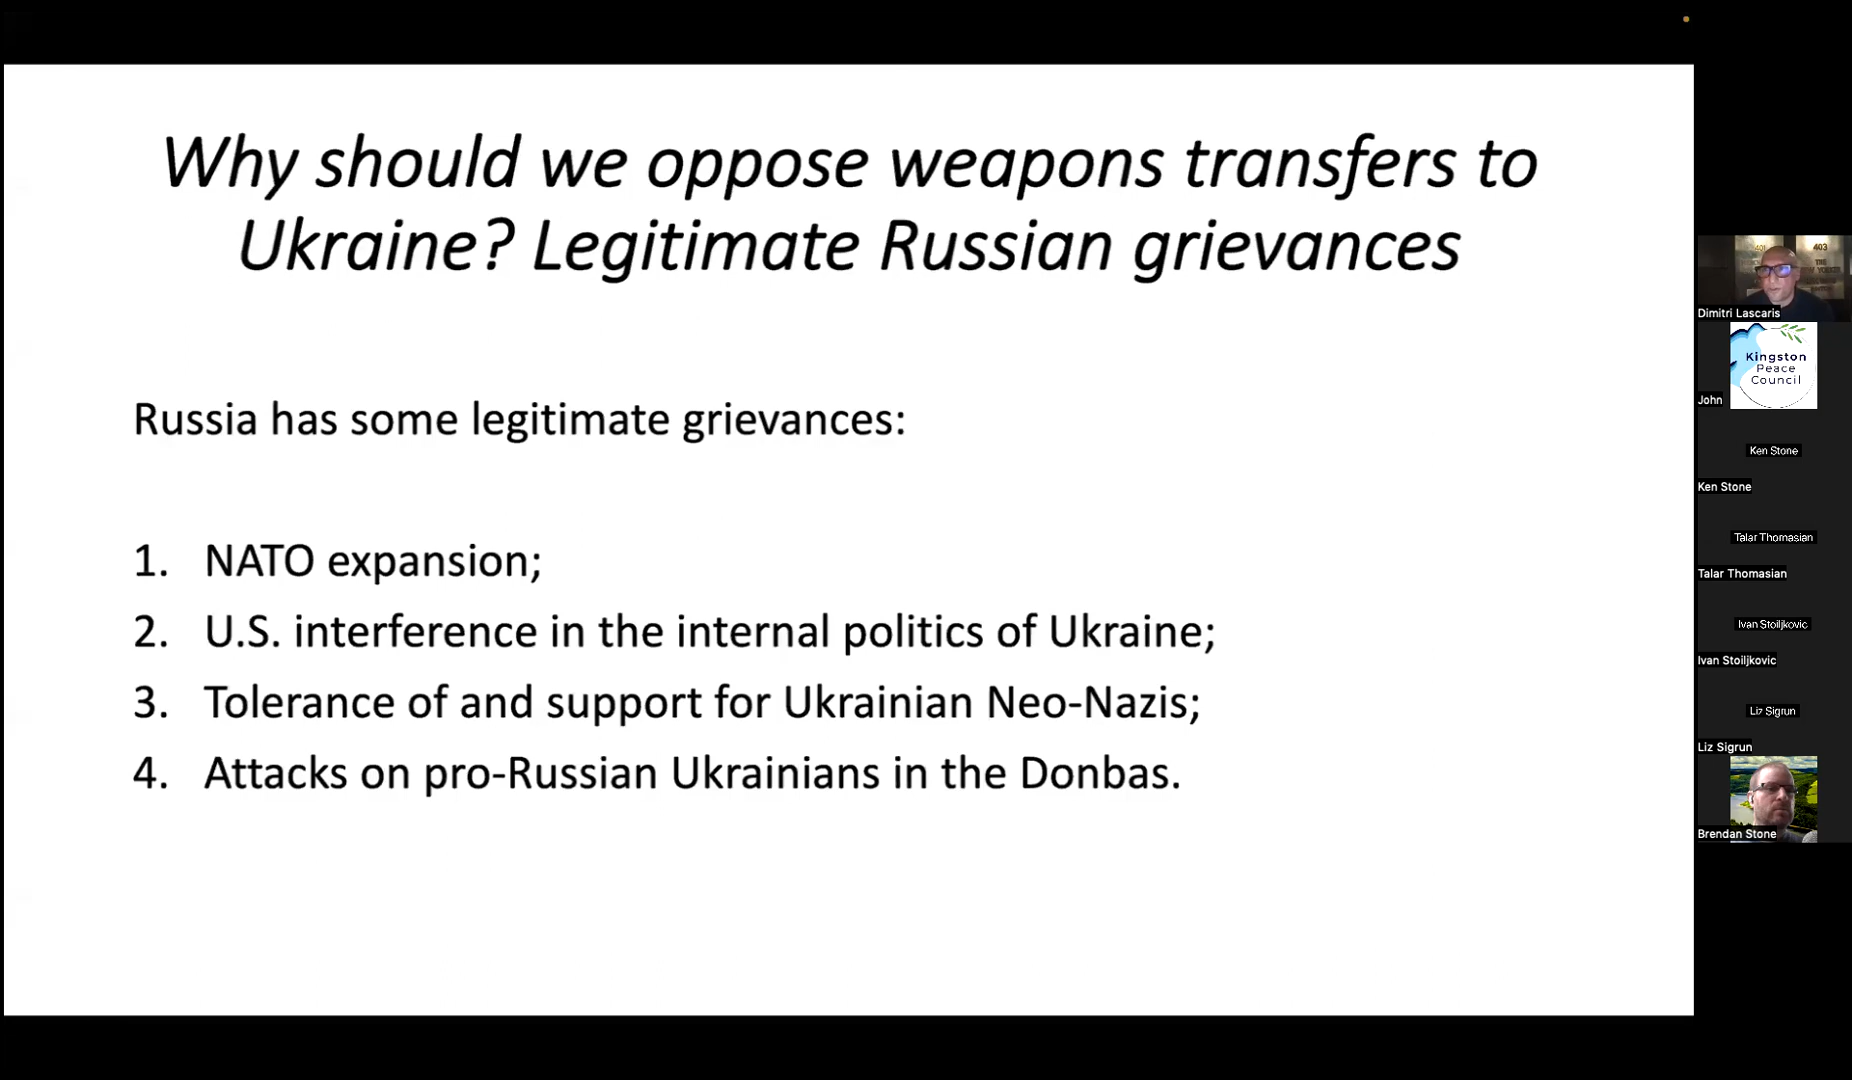 Why should we oppose weapons transfers to
Ukraine? Legitimate Russian grievances
Russia has some legitimate grievances:
1. NATO expansion;
2. U.S. interference in the internal politics of Ukraine;
3. Tolerance of and support for Ukrainian Neo-Nazis;
4. Attacks on pro-Russian Ukrainians in the Donbas.
403
THE
Dimitri Lascaris
Kingston
Peace
Council
John
Ken Stone
Ken Stone
Talar Thomasian
Talar Thomasian
Ivan Stoiljkovic
Ivan Stoiljkovic
Liz Sigrun
Liz Sigrun
Brendan Stone